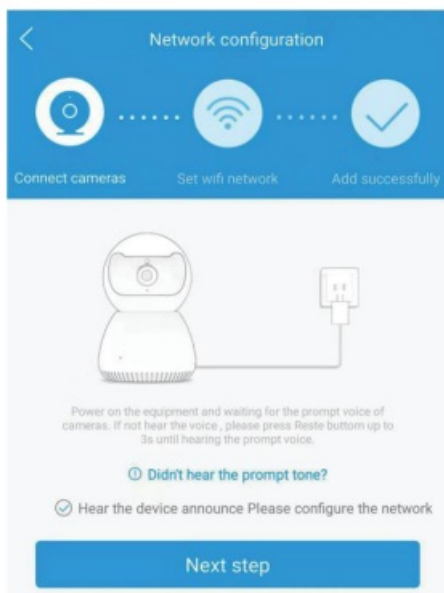 Network configuration
Connect cameras
Set wifi network
Add successfully
Power on the equipment and waiting for the prompt voice of
cameras. If not hear the voice , please press Reste buttom up to
3s until hearing the prompt voice.
Didn't hear the prompt tone?
Hear the device announce Please configure the network
Next step